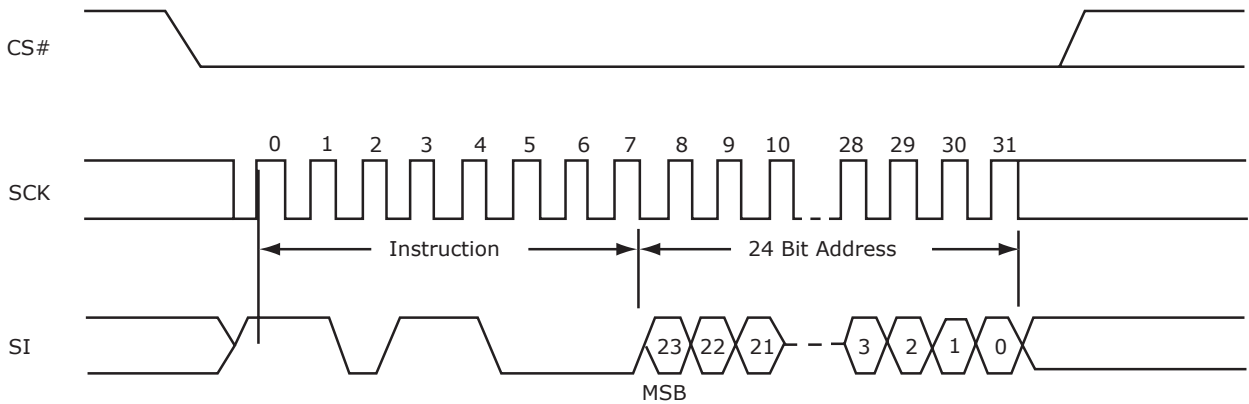 CS#
0 1 2 3 4 5 6 7 8 9 10 28 29 30 31
SCK
Instruction 24 Bit Address
SI 23 22 21 3 2 1 0
MSB